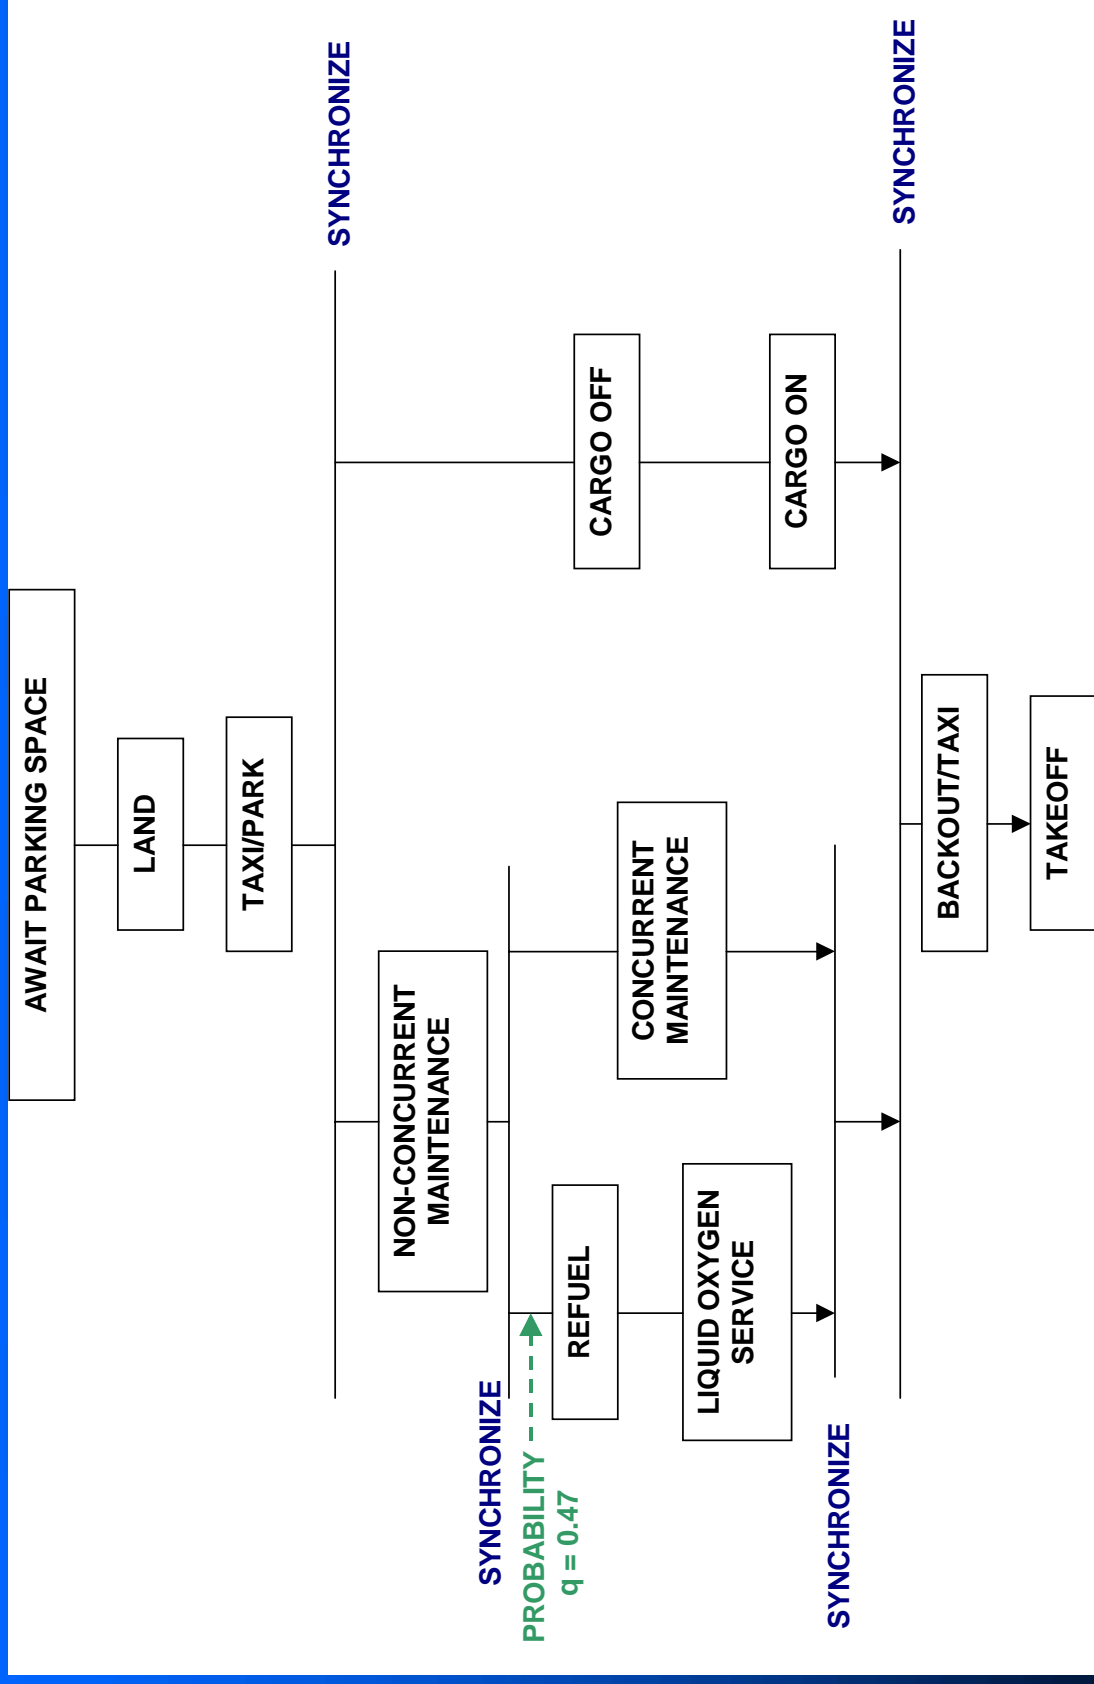 AWAIT PARKING SPACE
LAND
TAXI/PARK
SYNCHRONIZE
NON-CONCURRENT
MAINTENANCE
SYNCHRONIZE
PROBABILITY
q = 0.47
REFUEL
CONCURRENT
MAINTENANCE
CARGO OFF
LIQUID OXYGEN
SERVICE
CARGO ON
SYNCHRONIZE
SYNCHRONIZE
BACKOUT/TAXI
TAKEOFF